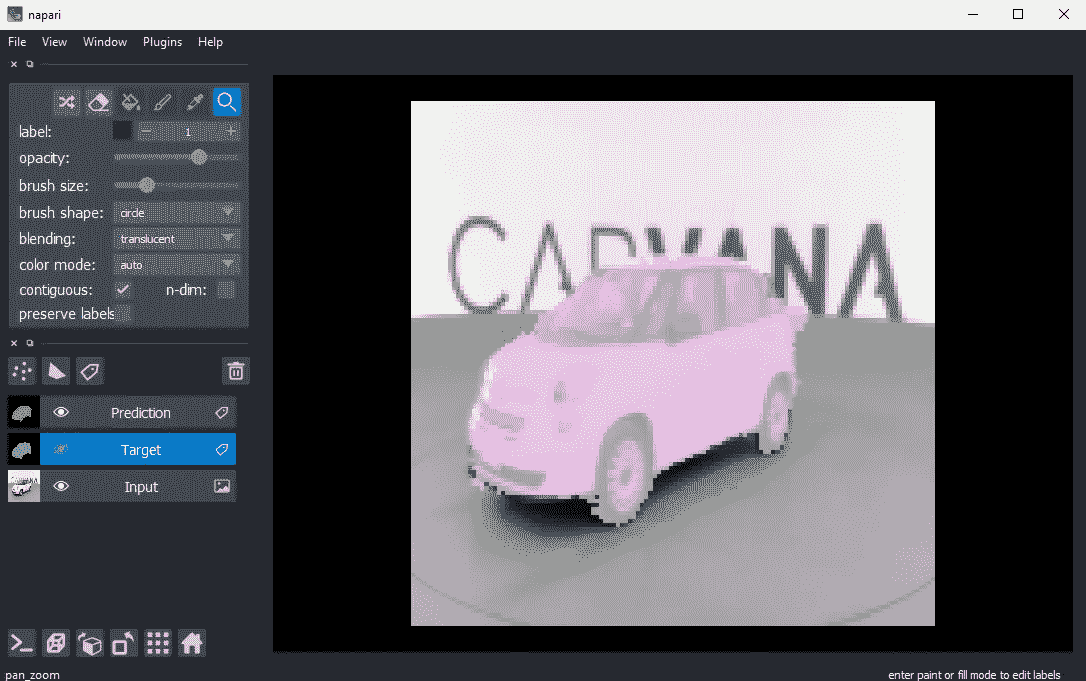 napari
File View Window Plugins Help
label: 1
opacity:
brush size:
brush shape: circle
blending: translucent
color mode: auto
contiguous: n-dim:
preserve labels
Prediction
Target
Input
CARVANA
pan_zoom
enter paint or fill mode to edit labels